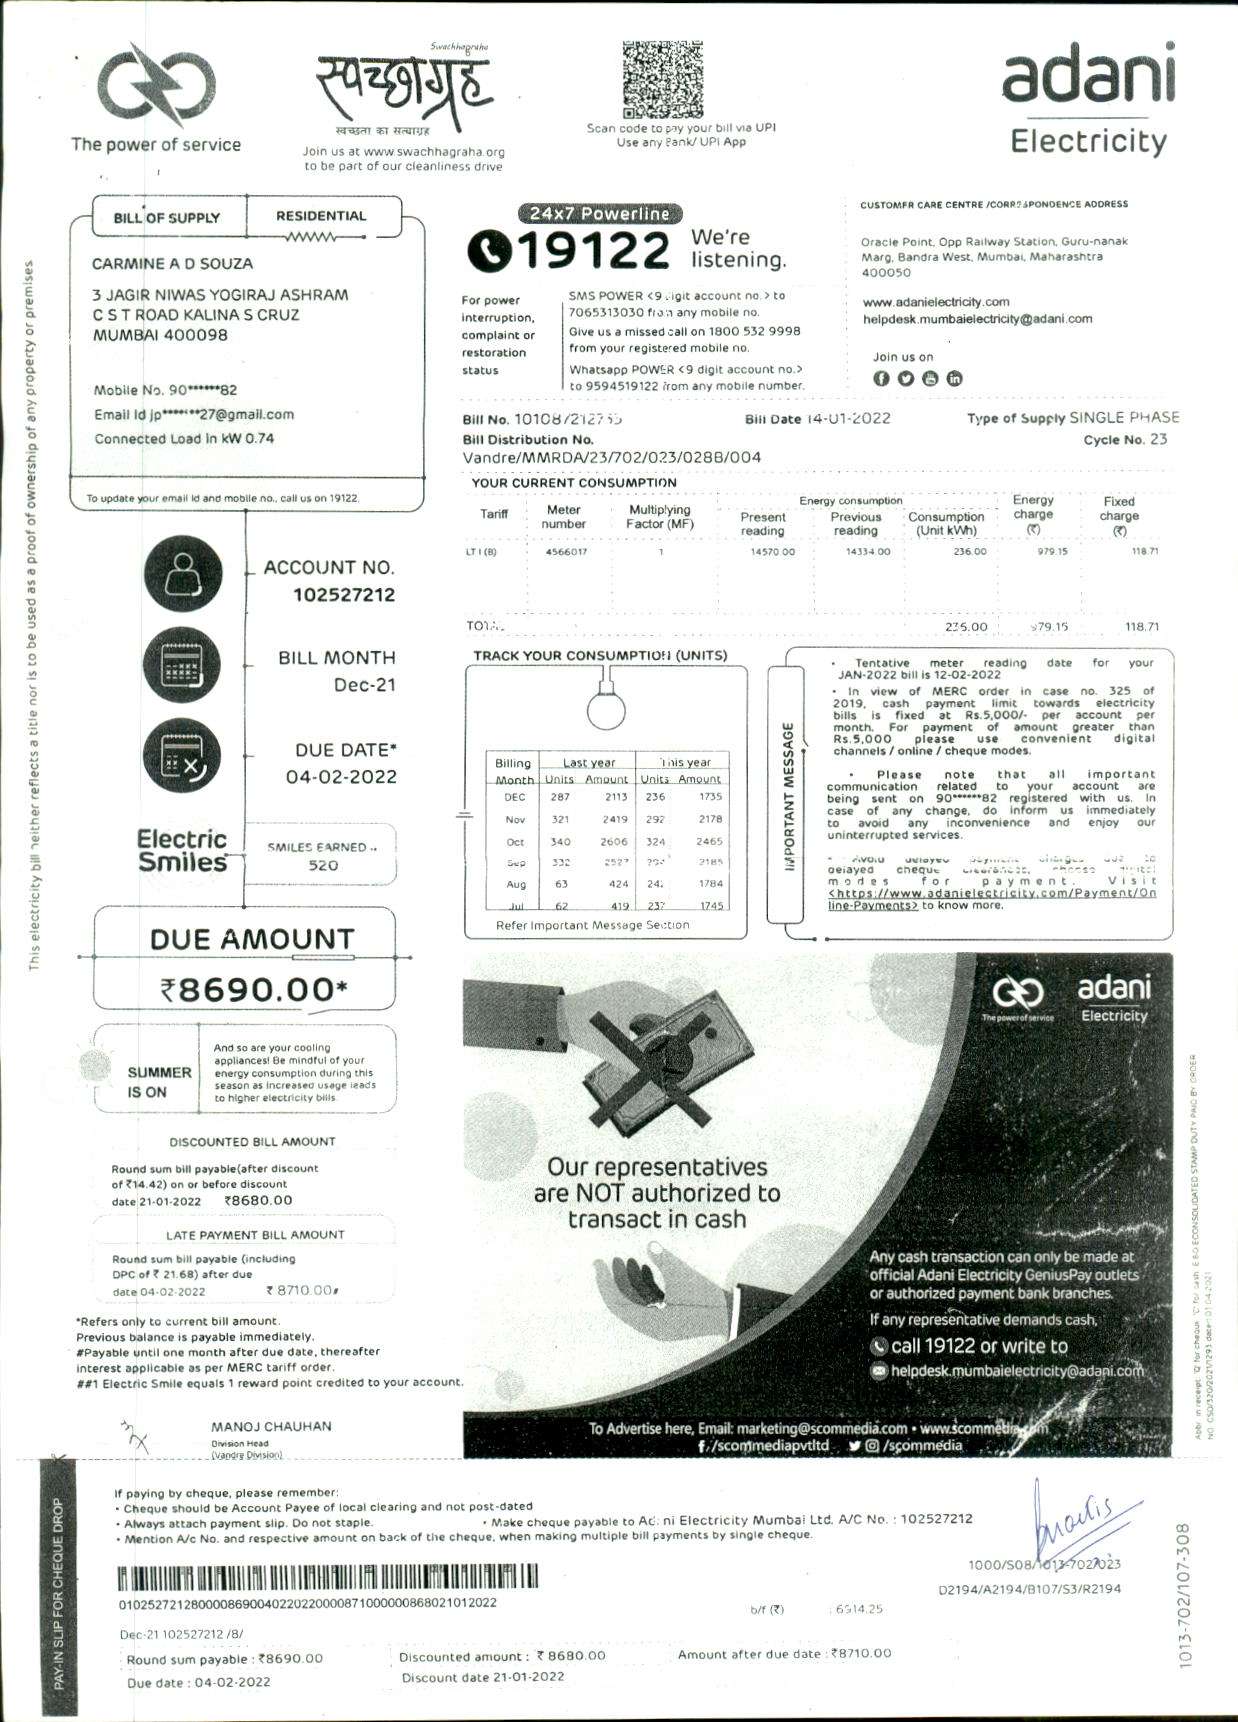 The power of service
Swachhagraha
स्वच्छाग्रह
स्वच्छता का सत्याग्रह
Join us at www.swachhagraha.org
to be part of our cleanliness drive
Scan code to pay your bill via UPI
Use any Bank/ UPI App
adani
Electricity
BILL OF SUPPLY
RESIDENTIAL
CARMINE A D SOUZA
3 JAGIR NIWAS YOGIRAJ ASHRAM
C S T ROAD KALINA S CRUZ
MUMBAI 400098
Mobile No. 90******82
Email Id jp******27@gmail.com
Connected Load in kW 0.74
To update your email Id and mobile no., call us on 19122.
24x7 Powerline
19122 We're listening.
For power interruption, complaint or restoration status
SMS POWER <9 digit account no.> to
7065313030 from any mobile no.
Give us a missed call on 1800 532 9998
from your registered mobile no.
Whatsapp POWER <9 digit account no.>
to 9594519122 from any mobile number.
CUSTOMER CARE CENTRE /CORRESPONDENCE ADDRESS
Oracle Point, Opp Railway Station, Guru-nanak
Marg, Bandra West, Mumbai, Maharashtra
400050
www.adanielectricity.com
helpdesk.mumbaielectricity@adani.com
Join us on
Bill No.
Bill Date 14-01-2022
Type of Supply SINGLE PHASE
Bill Distribution No.
Cycle No. 23
Vandre/MMRDA/23/702/023/028B/004
YOUR CURRENT CONSUMPTION
Energy consumption
Tariff Meter number Multiplying Factor (MF) Present reading Previous reading Consumption (Unit kWh) Energy charge (₹) Fixed charge (₹)
LT I (B) 4566017 1 14570.00 14334.00 236.00 979.15 118.71
TOTAL 236.00 979.15 118.71
ACCOUNT NO.
102527212
BILL MONTH
Dec-21
DUE DATE*
04-02-2022
Electric Smiles
SMILES EARNED
520
DUE AMOUNT
₹8690.00*
SUMMER IS ON
And so are your cooling
appliances! Be mindful of your
energy consumption during this
season as increased usage leads
to higher electricity bills.
DISCOUNTED BILL AMOUNT
Round sum bill payable(after discount
of ₹14.42) on or before discount
date 21-01-2022 ₹8680.00
LATE PAYMENT BILL AMOUNT
Round sum bill payable (including
DPC of ₹ 21.68) after due
date 04-02-2022 ₹ 8710.00#
*Refers only to current bill amount.
Previous balance is payable immediately.
#Payable until one month after due date, thereafter
interest applicable as per MERC tariff order.
##1 Electric Smile equals 1 reward point credited to your account.
MANOJ CHAUHAN
Division Head
(Vandre Division)
TRACK YOUR CONSUMPTION (UNITS)
Billing Month Last year This year
Units Amount Units Amount
DEC 287 2113 236 1735
Nov 321 2419 292 2178
Oct 340 2606 324 2465
Sep 332 2527 2185
Aug 63 424 1784
Jul 62 419 237 1745
Refer Important Message Section
IMPORTANT MESSAGE
• Tentative meter reading date for your
JAN-2022 bill is 12-02-2022
• In view of MERC order in case no. 325 of
2019, cash payment limit towards electricity
bills is fixed at Rs.5,000/- per account per
month. For payment of amount greater than
Rs.5,000 please use convenient digital
channels / online / cheque modes.
• Please note that all important
communication related to your account are
being sent on 90******82 registered with us. In
case of any change, do inform us immediately
to avoid any inconvenience and enjoy our
uninterrupted services.
• Avoid delayed payment charges due to
delayed cheque clearances, choose digital
modes for payment. Visit
<https://www.adanielectricity.com/Payment/On
line-Payments> to know more.
The power of service
adani
Electricity
Our representatives
are NOT authorized to
transact in cash
Any cash transaction can only be made at
official Adani Electricity GeniusPay outlets
or authorized payment bank branches.
If any representative demands cash,
call 19122 or write to
helpdesk.mumbaielectricity@adani.com
To Advertise here, Email: marketing@scommedia.com • www.scommedia.com
/scommediapvtltd /scommedia
This electricity bill neither reflects a title nor is to be used as a proof of ownership of any property or premises
PAY-IN SLIP FOR CHEQUE DROP
If paying by cheque, please remember:
• Cheque should be Account Payee of local clearing and not post-dated
• Always attach payment slip. Do not staple. • Make cheque payable to Adani Electricity Mumbai Ltd. A/C No. : 102527212
• Mention A/c No. and respective amount on back of the cheque, when making multiple bill payments by single cheque.
1000/S08/1013-702/023
D2194/A2194/B107/S3/R2194
b/f (₹) : 6914.25
Dec-21 102527212 /8/
Round sum payable : ₹8690.00
Discounted amount : ₹ 8680.00
Amount after due date : ₹8710.00
Due date : 04-02-2022
Discount date 21-01-2022
1013-702/107-308